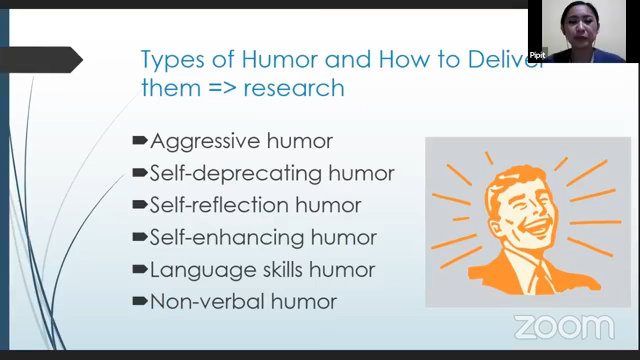 Types of Humor and How to Deliver
them => research
Aggressive humor
Self-deprecating humor
Self-reflection humor
Self-enhancing humor
Language skills humor
Non-verbal humor
Pipit
zoom